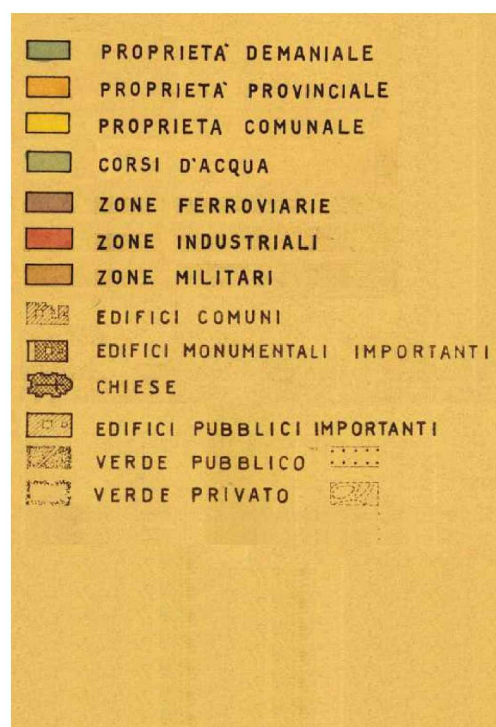 PROPRIETA' DEMANIALE
PROPRIETA' PROVINCIALE
PROPRIETA COMUNALE
CORSI D'ACQUA
ZONE FERROVIARIE
ZONE INDUSTRIALI
ZONE MILITARI
EDIFICI COMUNI
EDIFICI MONUMENTALI IMPORTANTI
CHIESE
EDIFICI PUBBLICI IMPORTANTI
VERDE PUBBLICO
VERDE PRIVATO